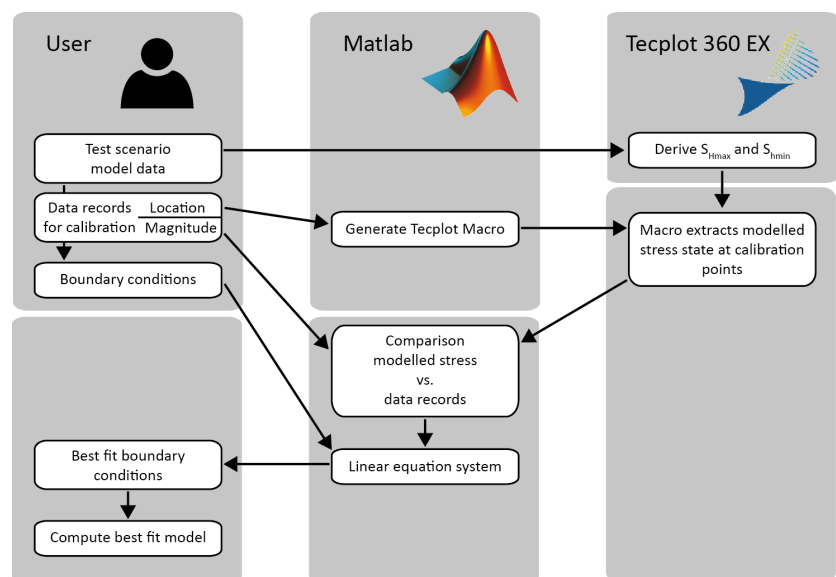 User
Matlab
Tecplot 360 EX
Test scenario
model data
Derive SHmax and Shmin
Data records
for calibration
Location
Magnitude
Generate Tecplot Macro
Macro extracts modelled
stress state at calibration
points
Boundary conditions
Comparison
modelled stress
vs.
data records
Best fit boundary
conditions
Linear equation system
Compute best fit model